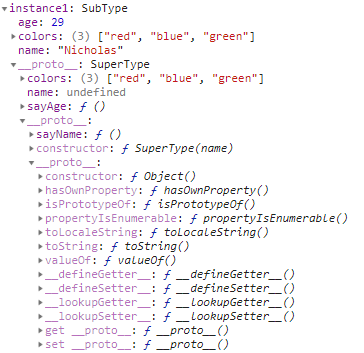 ▼instance1: SubType
age: 29
▶colors: (3) ["red", "blue", "green"]
name: "Nicholas"
▼__proto__: SuperType
▶colors: (3) ["red", "blue", "green"]
name: undefined
▶sayAge: ƒ ()
▼__proto__:
▶sayName: ƒ ()
▶constructor: ƒ SuperType(name)
▼__proto__:
▶constructor: ƒ Object()
▶hasOwnProperty: ƒ hasOwnProperty()
▶isPrototypeOf: ƒ isPrototypeOf()
▶propertyIsEnumerable: ƒ propertyIsEnumerable()
▶toLocaleString: ƒ toLocaleString()
▶toString: ƒ toString()
▶valueOf: ƒ valueOf()
▶__defineGetter__: ƒ __defineGetter__()
▶__defineSetter__: ƒ __defineSetter__()
▶__lookupGetter__: ƒ __lookupGetter__()
▶__lookupSetter__: ƒ __lookupSetter__()
▶get __proto__: ƒ __proto__()
▶set __proto__: ƒ __proto__()